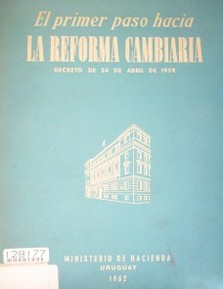 El primer paso hacia
LA REFORMA CAMBIARIA
DECRETO DE 24 DE ABRIL DE 1959
128177
MINISTERIO DE HACIENDA
URUGUAY
1962